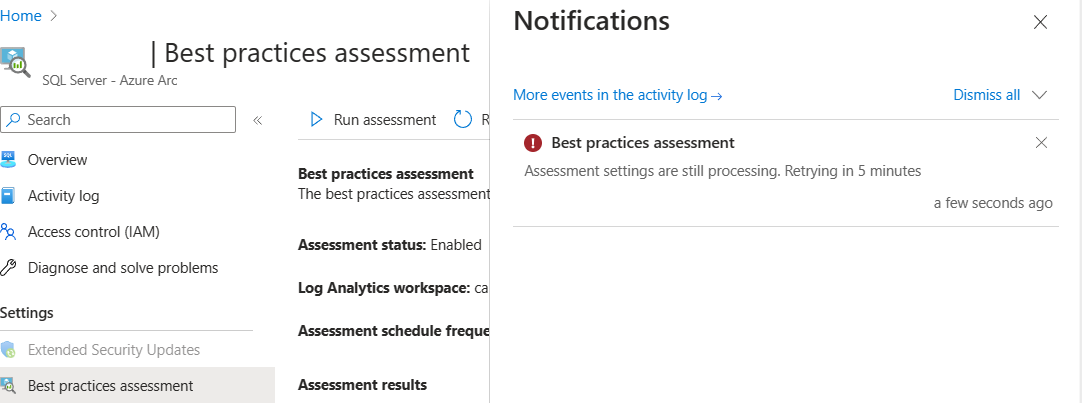 Home
| Best practices assessment
SQL Server - Azure Arc
Search
Overview
Activity log
Access control (IAM)
Diagnose and solve problems
Settings
Extended Security Updates
Best practices assessment
Run assessment
R
Best practices assessment
The best practices assessment
Assessment status: Enabled
Log Analytics workspace: ca
Assessment schedule freque
Assessment results
Notifications
More events in the activity log →
Dismiss all
Best practices assessment
Assessment settings are still processing. Retrying in 5 minutes
a few seconds ago